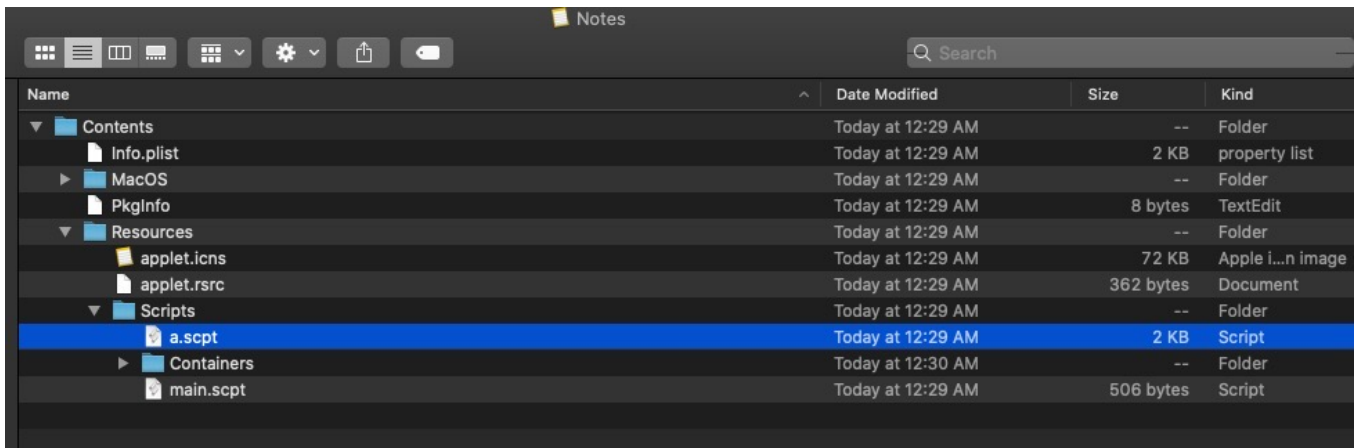 Notes
Search
Name Date Modified Size Kind
Contents Today at 12:29 AM -- Folder
Info.plist Today at 12:29 AM 2 KB property list
MacOS Today at 12:29 AM -- Folder
PkgInfo Today at 12:29 AM 8 bytes TextEdit
Resources Today at 12:29 AM -- Folder
applet.icns Today at 12:29 AM 72 KB Apple i...n image
applet.rsrc Today at 12:29 AM 362 bytes Document
Scripts Today at 12:29 AM -- Folder
a.scpt Today at 12:29 AM 2 KB Script
Containers Today at 12:30 AM -- Folder
main.scpt Today at 12:29 AM 506 bytes Script